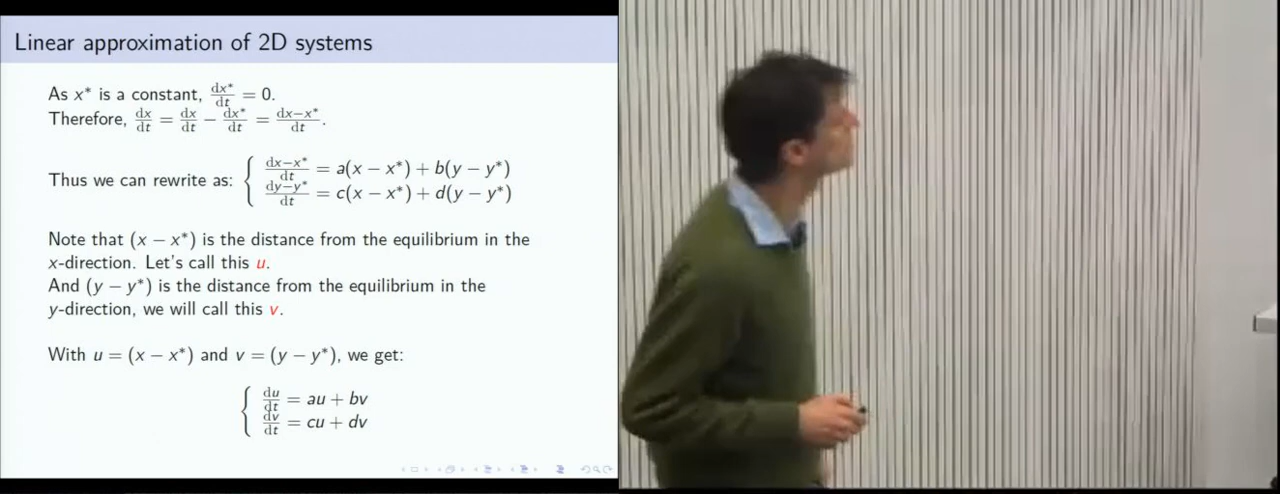 Linear approximation of 2D systems
As x* is a constant, dx*/dt = 0.
Therefore, dx/dt = dx/dt − dx*/dt = dx−x*/dt.
Thus we can rewrite as: { dx−x*/dt = a(x − x*) + b(y − y*)
dy−y*/dt = c(x − x*) + d(y − y*)
Note that (x − x*) is the distance from the equilibrium in the
x-direction. Let's call this u.
And (y − y*) is the distance from the equilibrium in the
y-direction, we will call this v.
With u = (x − x*) and v = (y − y*), we get:
{ du/dt = au + bv
dv/dt = cu + dv